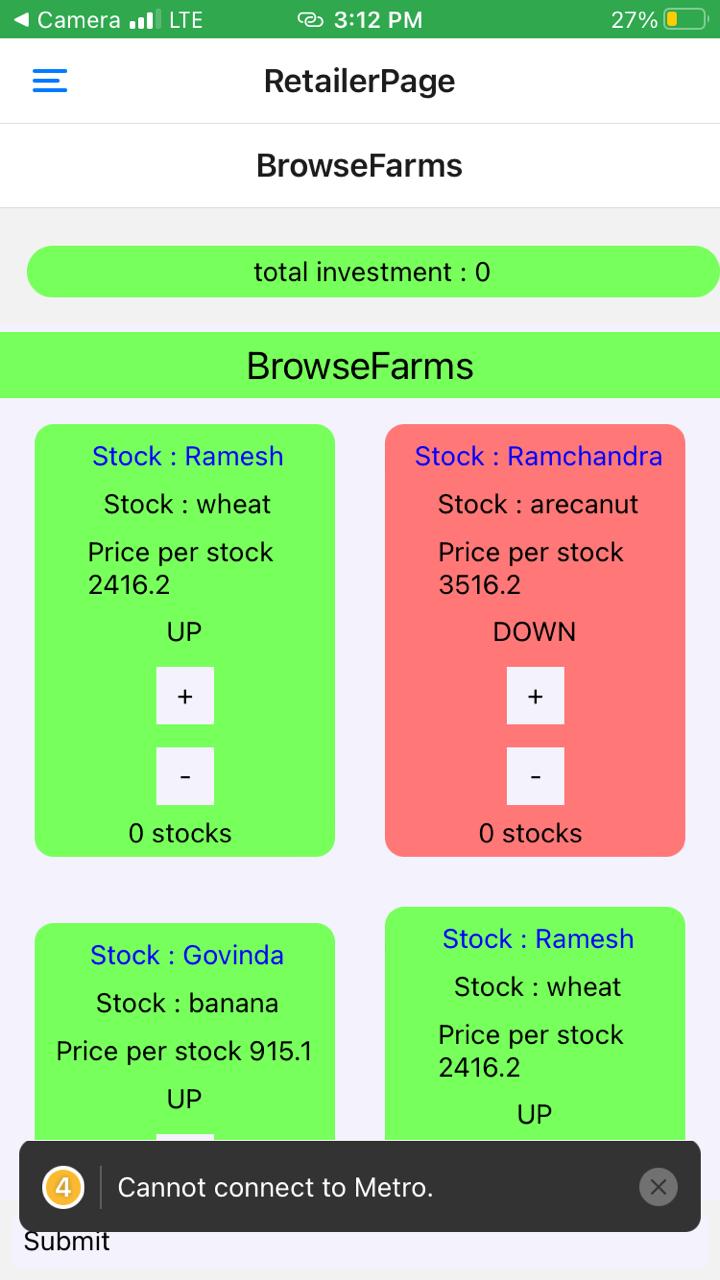 ◀ Camera LTE 3:12 PM 27%
RetailerPage
BrowseFarms
total investment : 0
BrowseFarms
Stock : Ramesh
Stock : wheat
Price per stock
2416.2
UP
+
-
0 stocks
Stock : Ramchandra
Stock : arecanut
Price per stock
3516.2
DOWN
+
-
0 stocks
Stock : Govinda
Stock : banana
Price per stock 915.1
UP
Stock : Ramesh
Stock : wheat
Price per stock
2416.2
UP
4 Cannot connect to Metro.
Submit